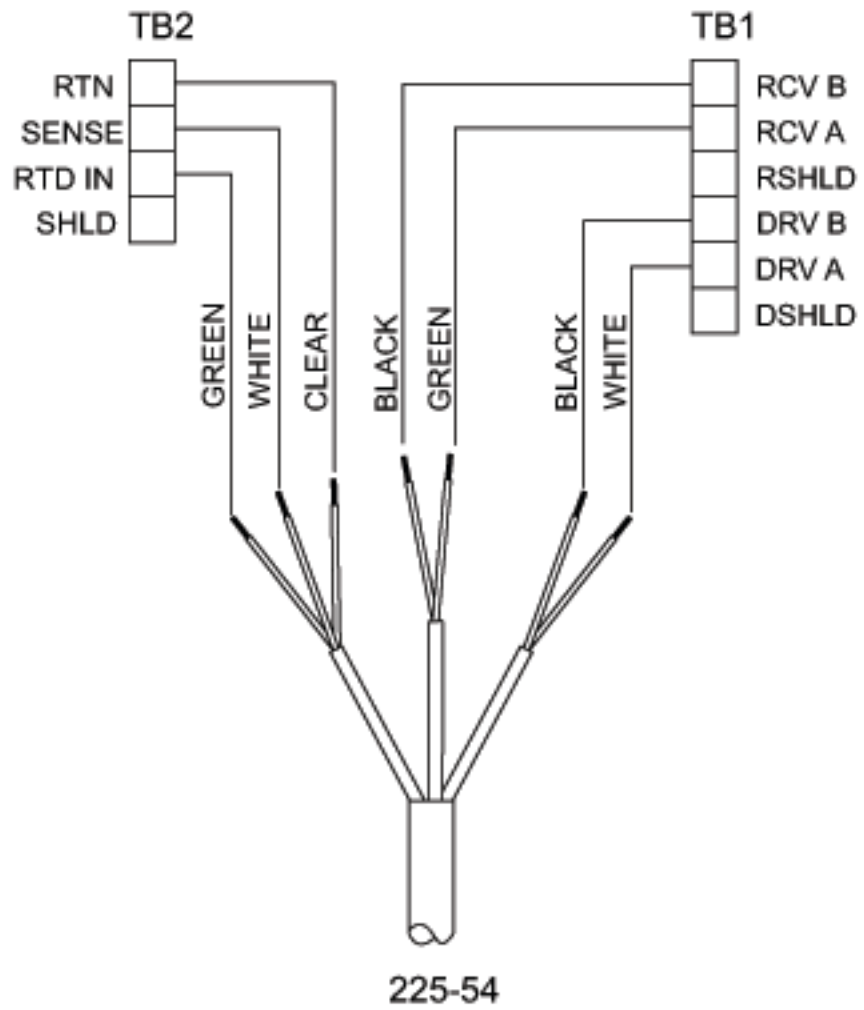 TB2
TB1
RTN
SENSE
RTD IN
SHLD
RCV B
RCV A
RSHLD
DRV B
DRV A
DSHLD
GREEN
WHITE
CLEAR
BLACK
GREEN
BLACK
WHITE
225-54